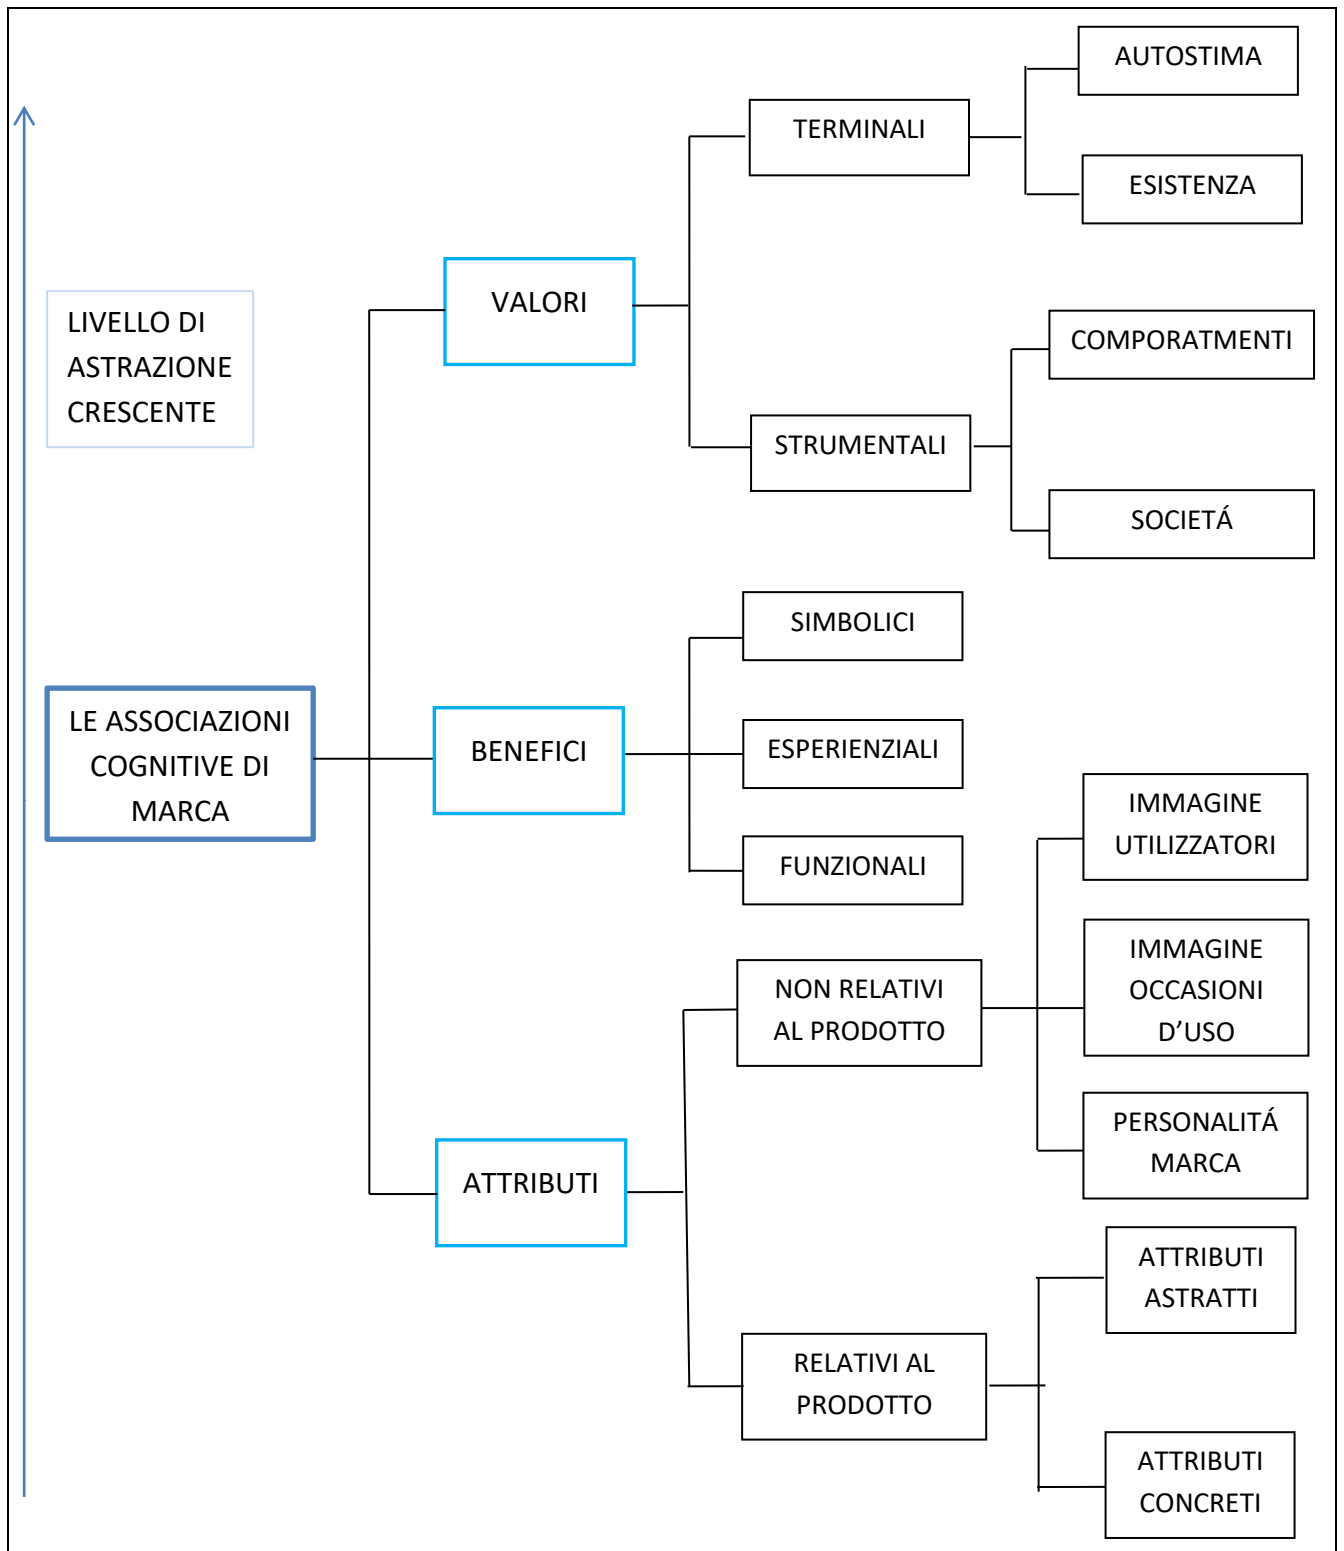 AUTOSTIMA
TERMINALI
ESISTENZA
VALORI
LIVELLO DI
ASTRAZIONE
CRESCENTE
COMPORATMENTI
STRUMENTALI
SOCIETÁ
SIMBOLICI
LE ASSOCIAZIONI
COGNITIVE DI
MARCA
BENEFICI
ESPERIENZIALI
FUNZIONALI
IMMAGINE
UTILIZZATORI
NON RELATIVI
AL PRODOTTO
IMMAGINE
OCCASIONI
D’USO
PERSONALITÁ
MARCA
ATTRIBUTI
ATTRIBUTI
ASTRATTI
RELATIVI AL
PRODOTTO
ATTRIBUTI
CONCRETI